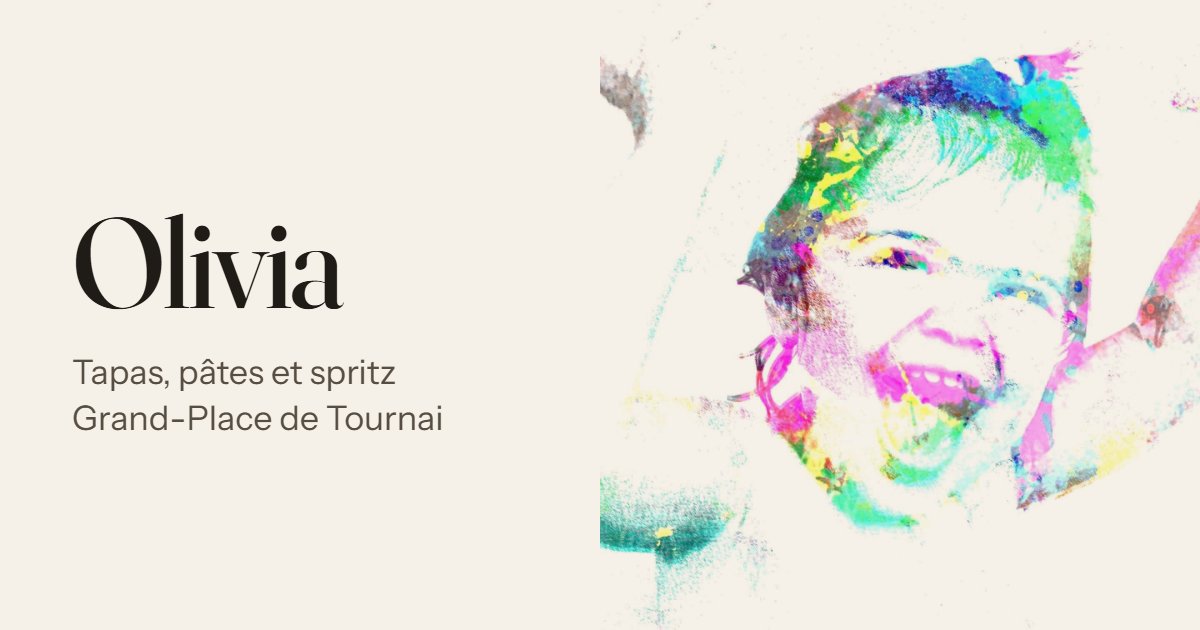 Olivia
Tapas, pâtes et spritz
Grand-Place de Tournai